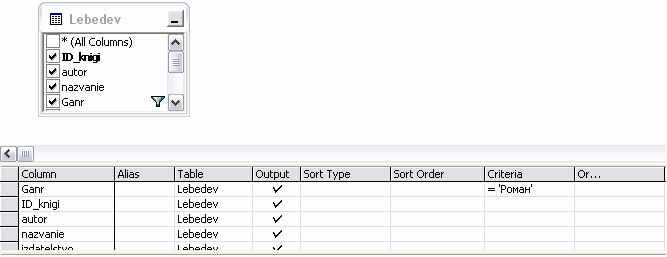 Lebedev
* (All Columns)
ID_knigi
autor
nazvanie
Ganr
Column Alias Table Output Sort Type Sort Order Criteria Or...
Ganr Lebedev = 'Роман'
ID_knigi Lebedev
autor Lebedev
nazvanie Lebedev
izdatelstvo Lebedev